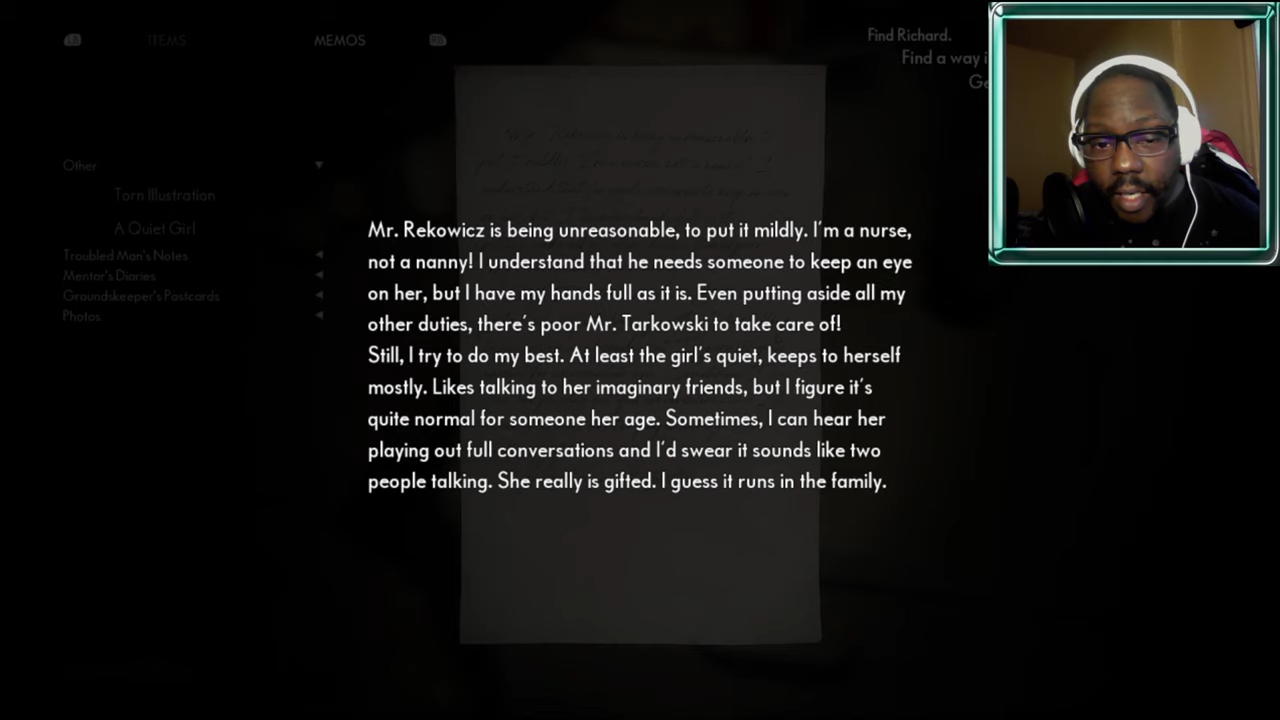 ITEMS
MEMOS
Find Richard.
Find a way i
Ge
Other
Torn Illustration
A Quiet Girl
Troubled Man's Notes
Mentor's Diaries
Groundskeeper's Postcards
Photos
Mr. Rekowicz is being unreasonable, to put it mildly. I'm a nurse,
not a nanny! I understand that he needs someone to keep an eye
on her, but I have my hands full as it is. Even putting aside all my
other duties, there's poor Mr. Tarkowski to take care of!
Still, I try to do my best. At least the girl's quiet, keeps to herself
mostly. Likes talking to her imaginary friends, but I figure it's
quite normal for someone her age. Sometimes, I can hear her
playing out full conversations and I'd swear it sounds like two
people talking. She really is gifted. I guess it runs in the family.